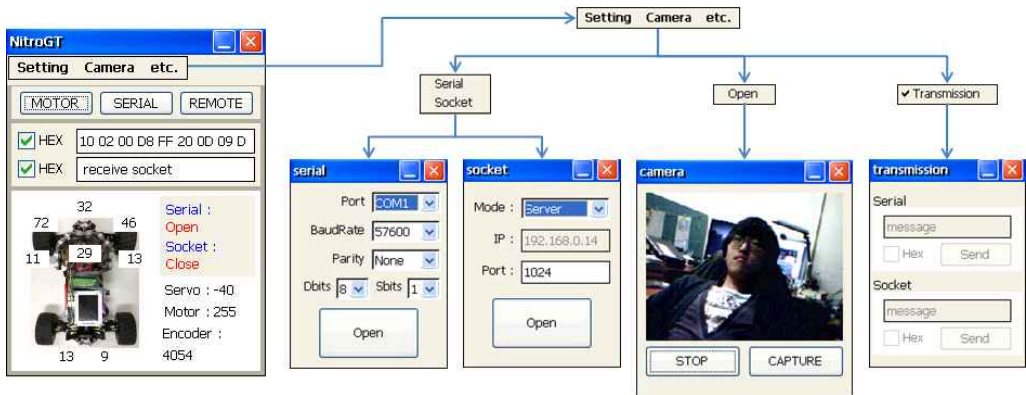 NitroGT
Setting Camera etc.
MOTOR SERIAL REMOTE
HEX 10 02 00 D8 FF 20 0D 09 D
HEX receive socket
32
72 46
11 29 13
13 9
Serial :
Open
Socket :
Close
Servo : -40
Motor : 255
Encoder :
4054
Setting Camera etc.
Serial
Socket
Open
✔ Transmission
serial
Port COM1
BaudRate 57600
Parity None
Dbits 8 Sbits 1
Open
socket
Mode : Server
IP : 192.168.0.14
Port : 1024
Open
camera
STOP CAPTURE
transmission
Serial
message
Hex Send
Socket
message
Hex Send